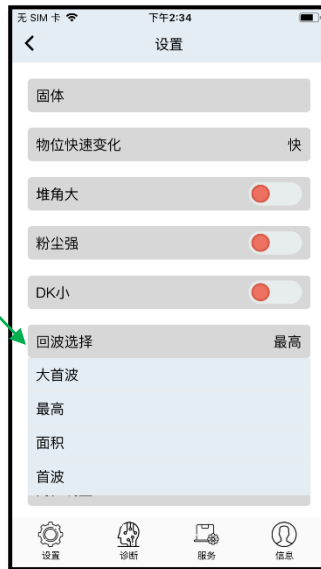 无 SIM 卡 下午2:34
设置
固体
物位快速变化 快
堆角大
粉尘强
DK小
回波选择 最高
大首波
最高
面积
首波
设置 诊断 服务 信息